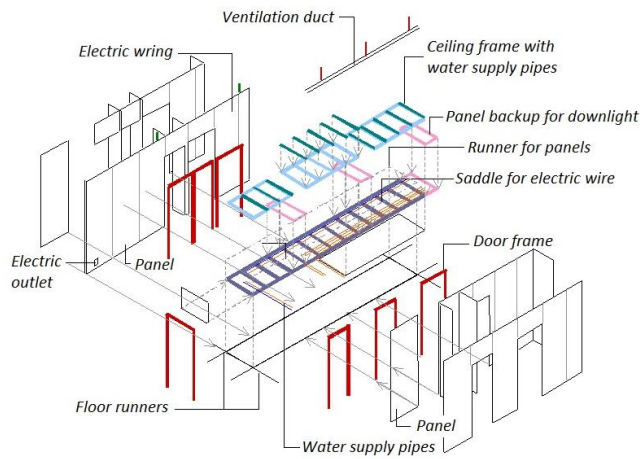 Ventilation duct
Electric wring
Ceiling frame with
water supply pipes
Panel backup for downlight
Runner for panels
Saddle for electric wire
Door frame
Electric
outlet
Panel
Floor runners
Panel
Water supply pipes